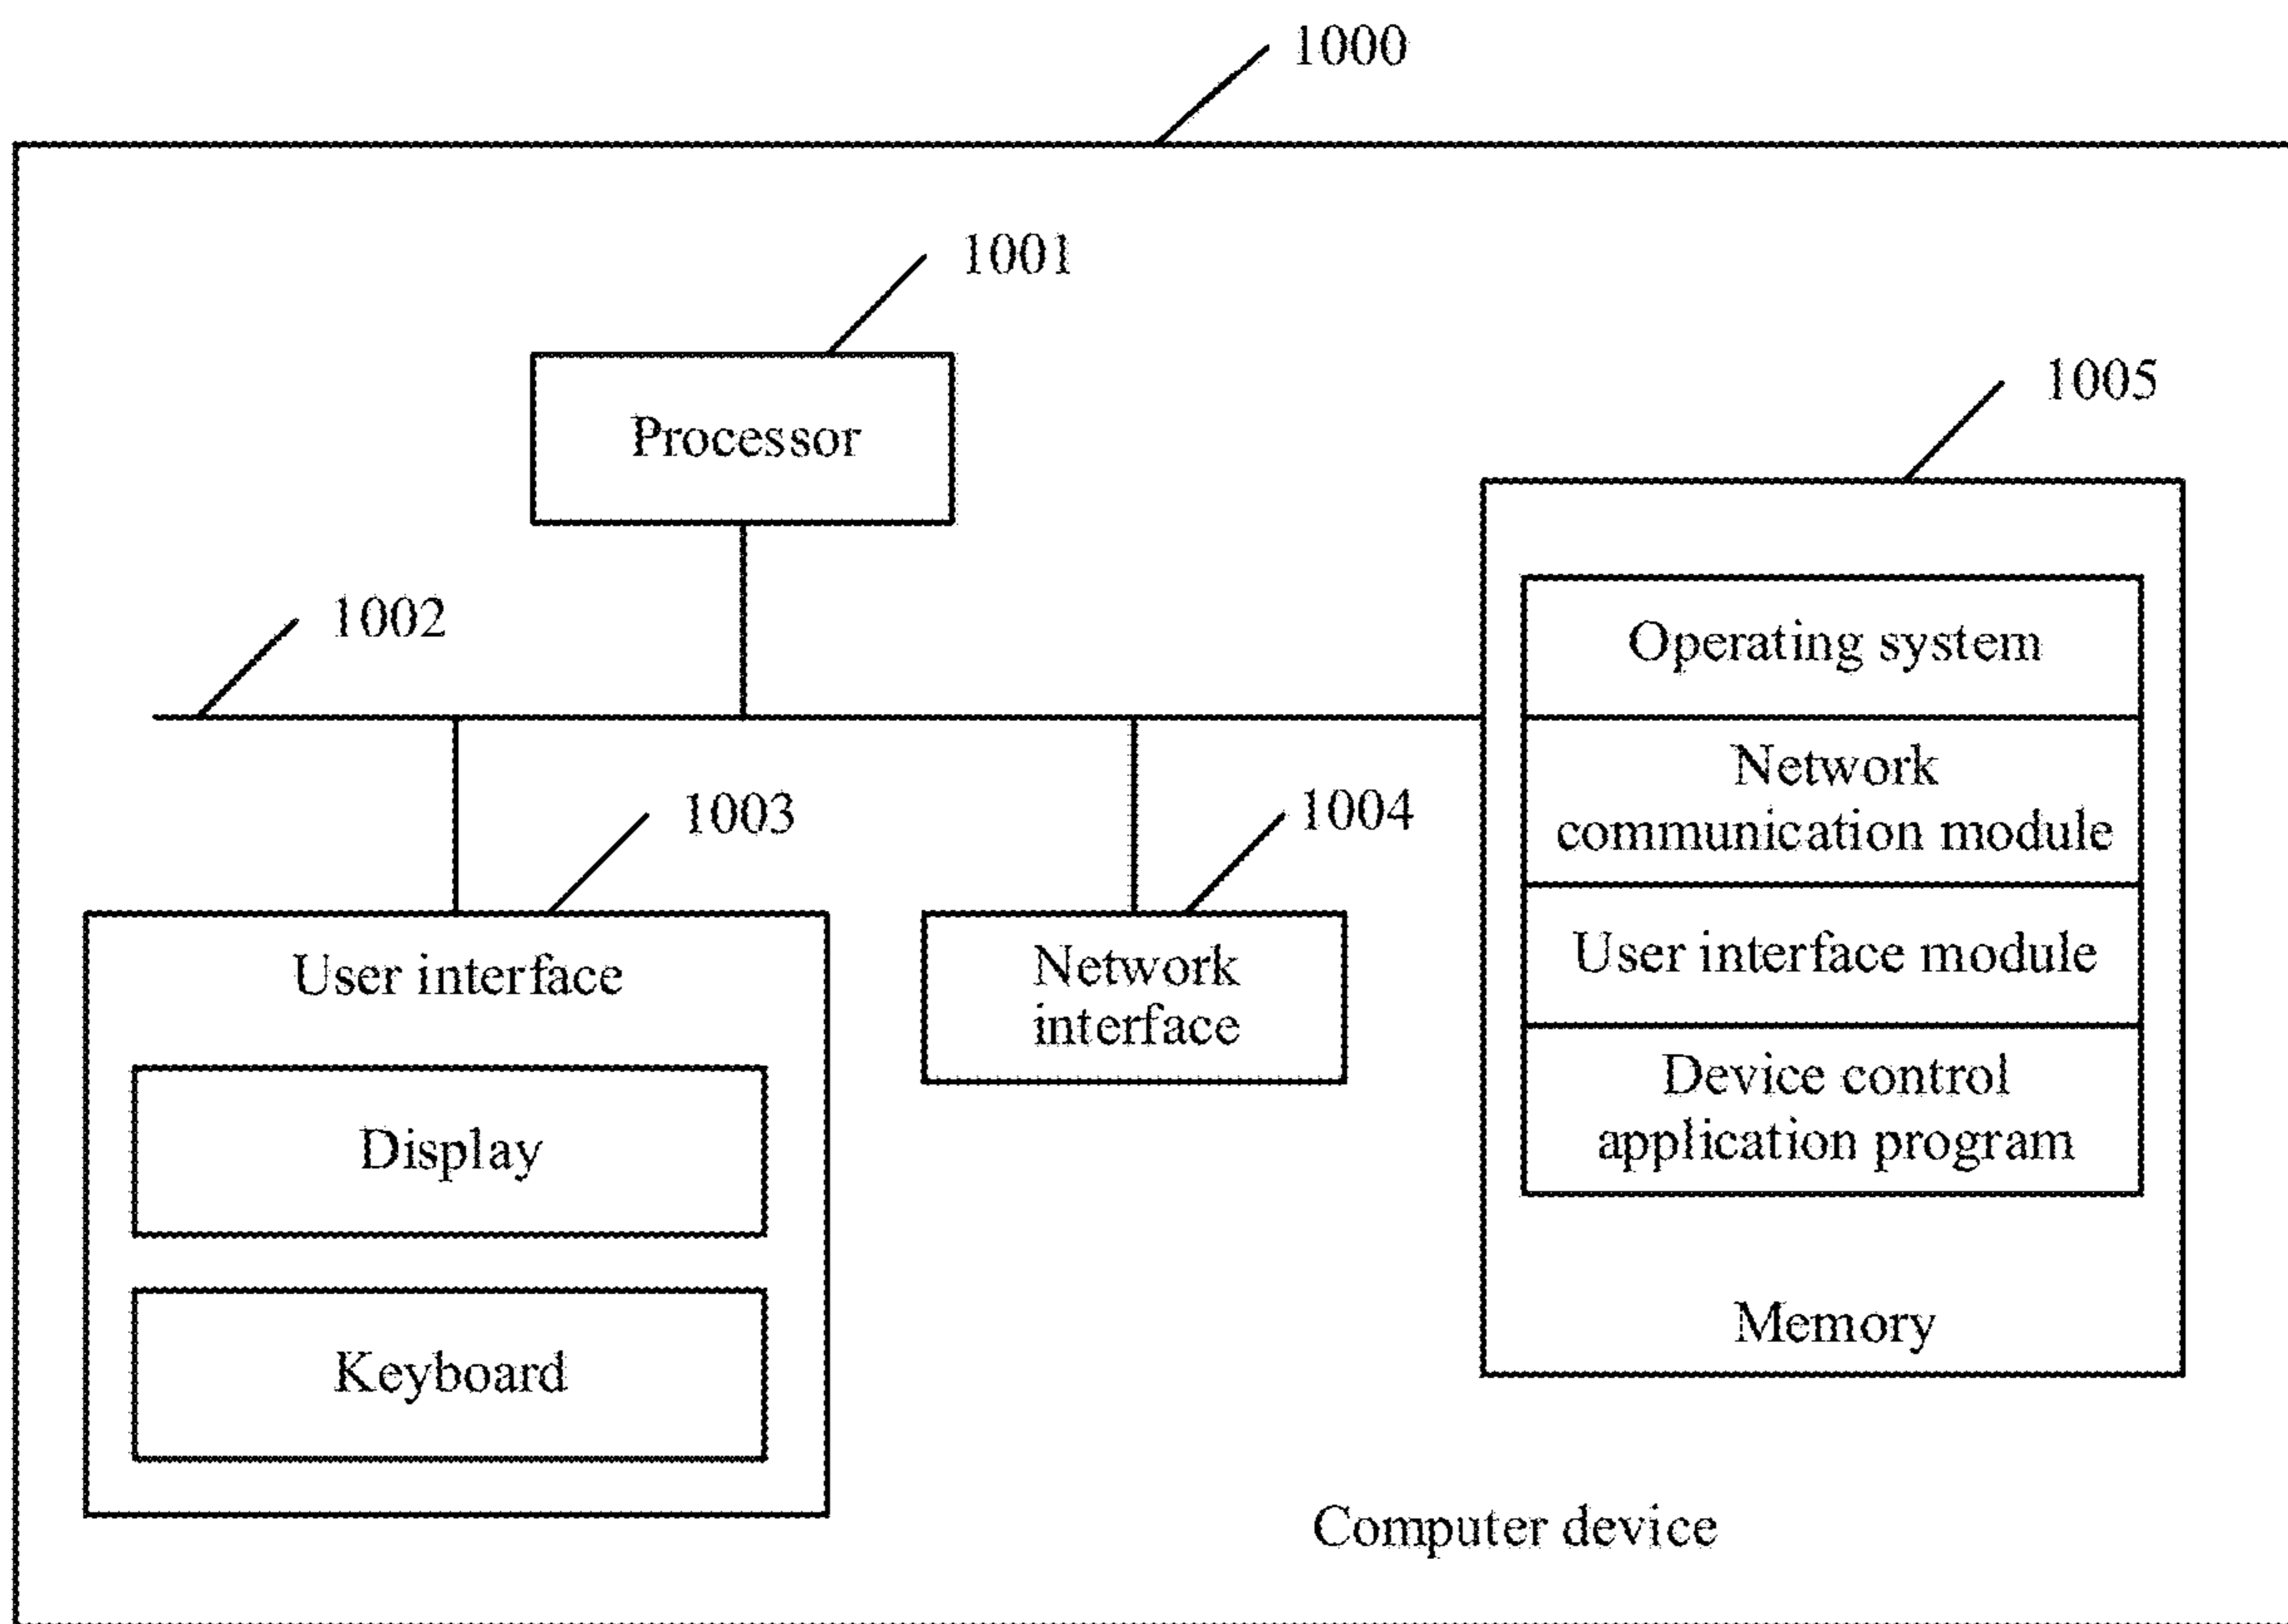 1000
1001
Processor
1005
1002
Operating system
Network
communication module
1003
1004
User interface
Network
interface
User interface module
Display
Device control
application program
Keyboard
Memory
Computer device